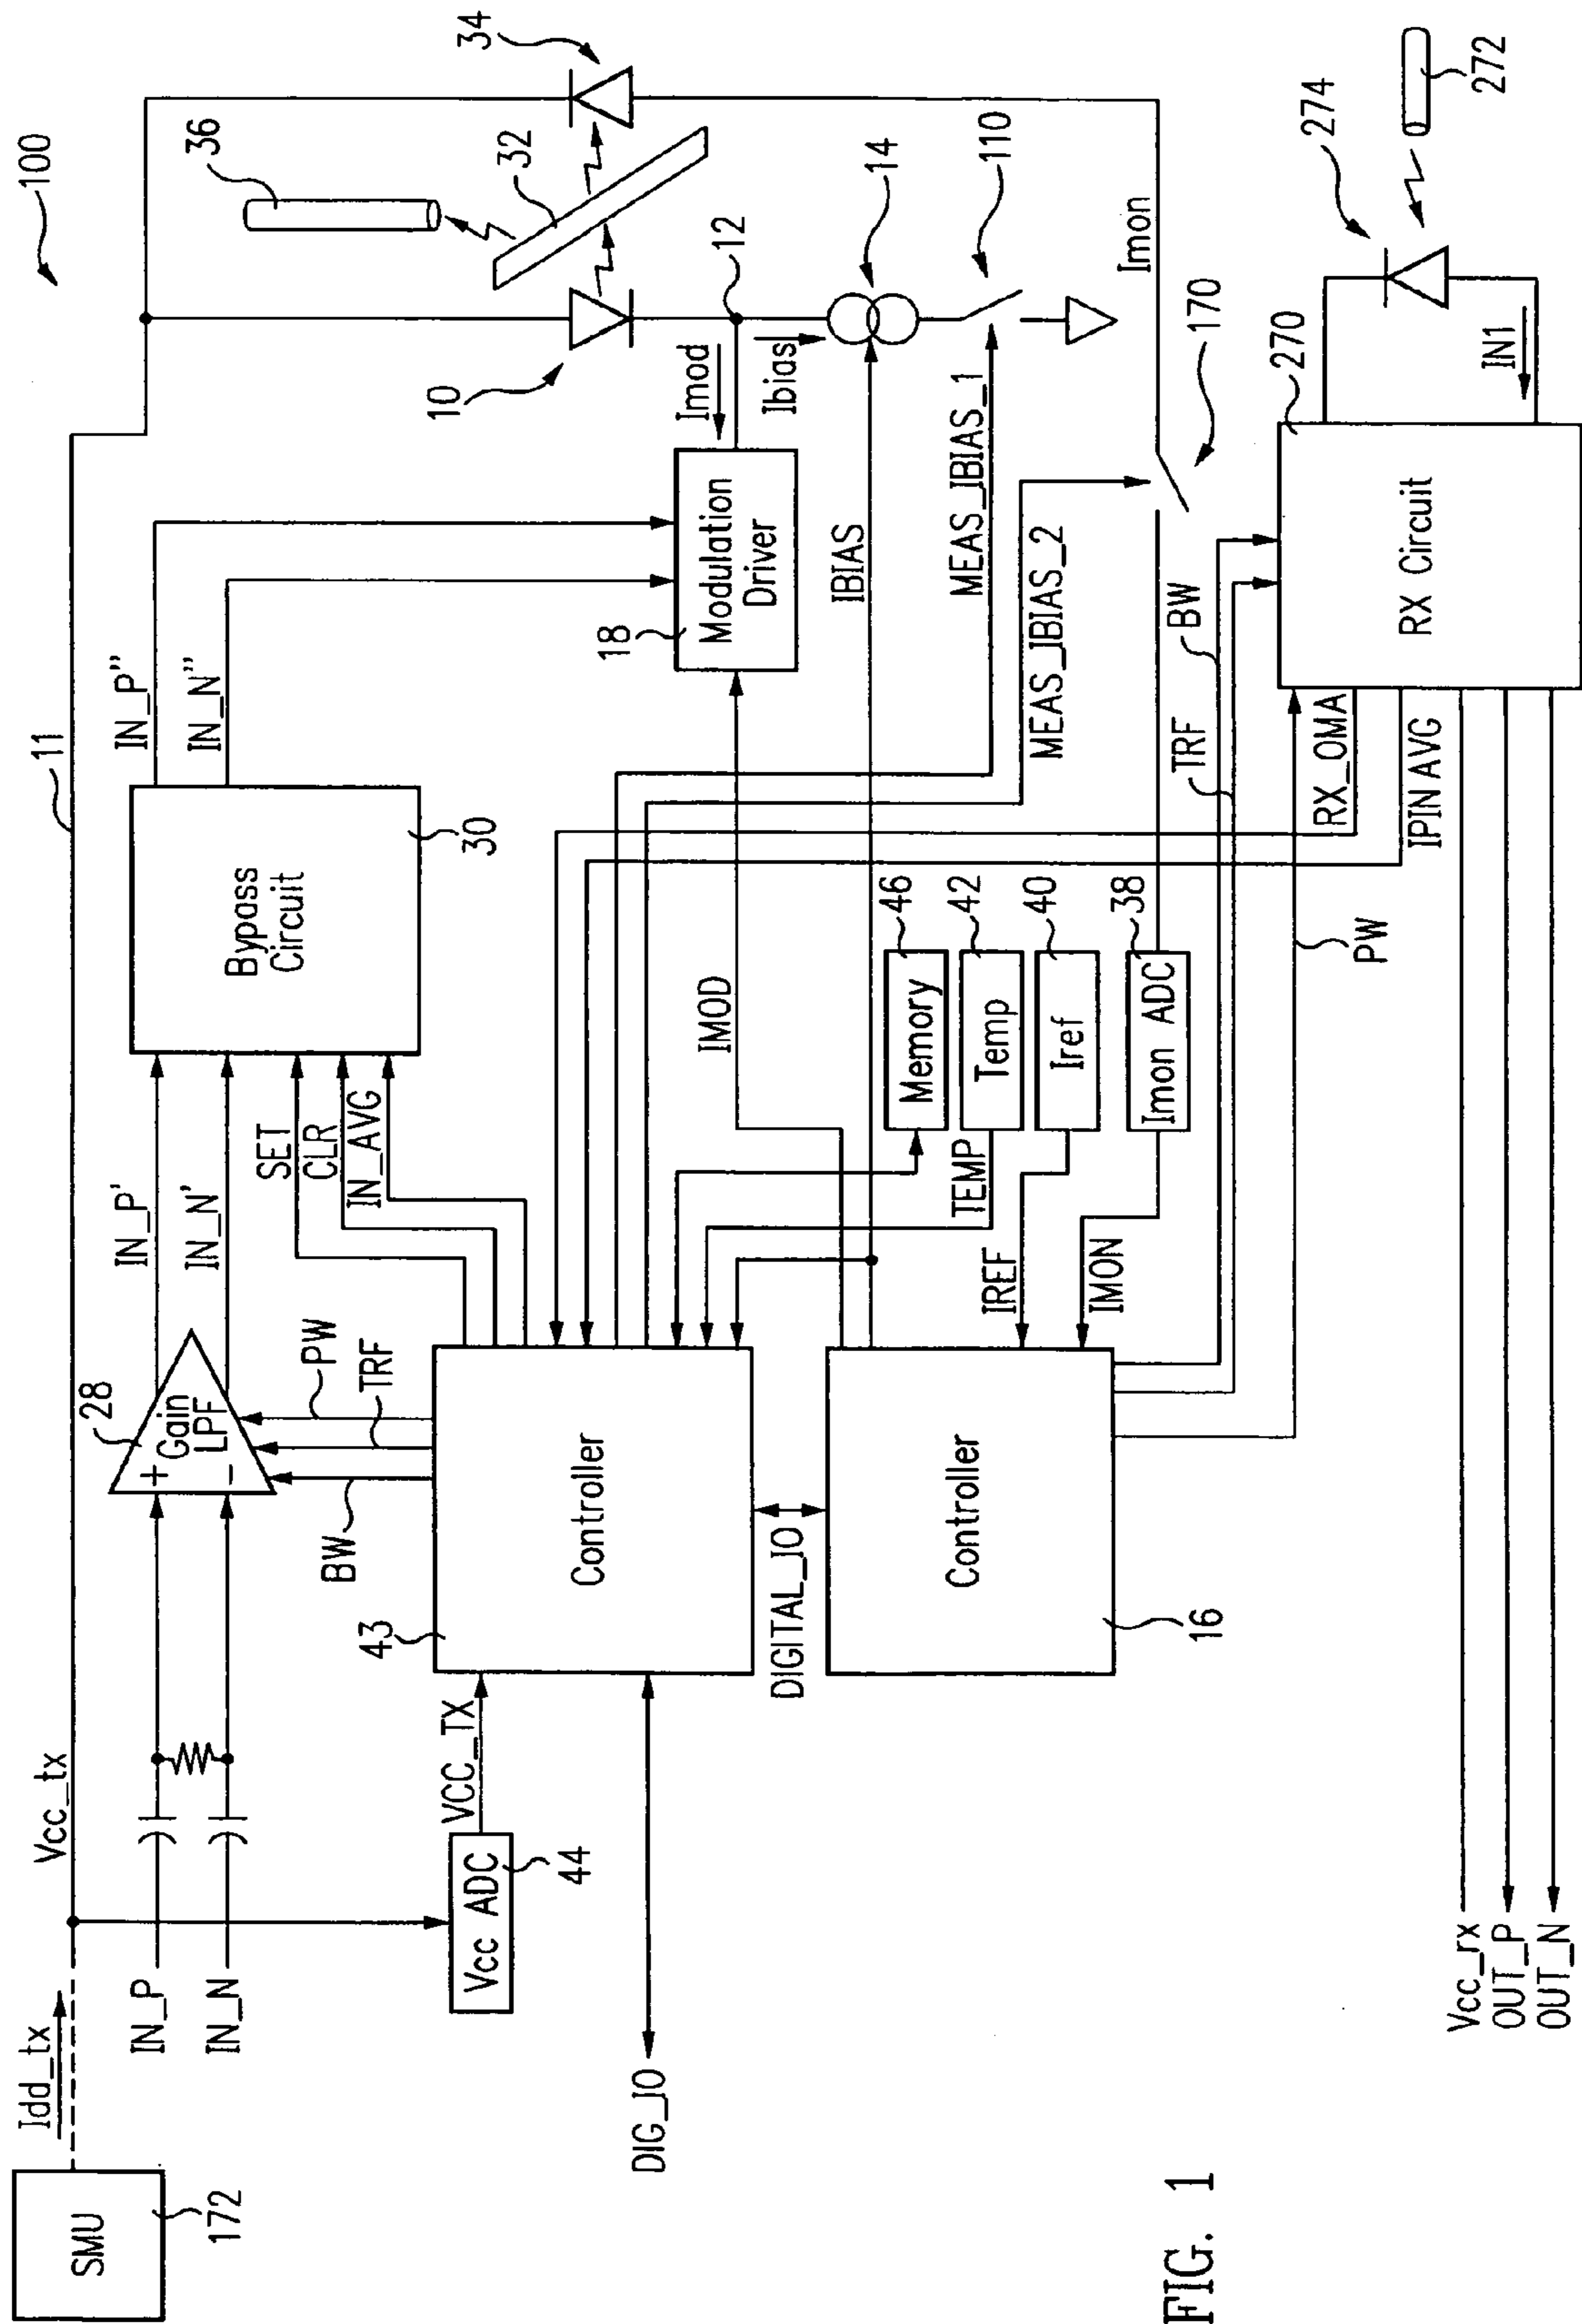 100
SMU
172
Idd_tx
Vcc_tx
11
IN_P
IN_N
28
+
-
Gain
LPF
IN_P'
IN_N'
Bypass
Circuit
30
IN_P"
IN_N"
36
32
34
10
12
14
110
Imod
Ibias
Modulation
Driver
18
SET
CLR
IN_AVG
BW
TRF
PW
Vcc ADC
44
VCC_TX
DIG_IO
Controller
43
DIGITAL_IO
Controller
16
IMOD
IBIAS
MEAS_IBIAS_1
MEAS_IBIAS_2
Memory
46
Temp
42
TEMP
Iref
40
IREF
Imon ADC
38
IMON
Imon
170
TRF
BW
PW
RX_OMA
IPIN AVG
RX Circuit
270
IN1
274
272
Vcc_rx
OUT_P
OUT_N
FIG. 1